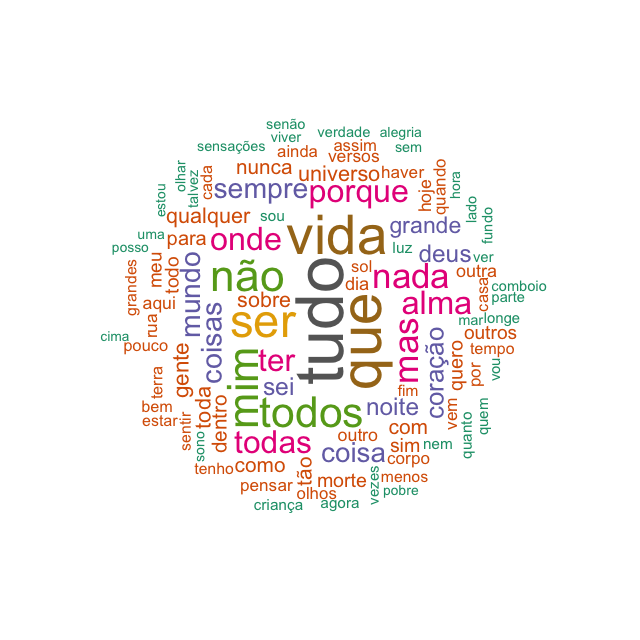 senão
viver
verdade
alegria
sensações
ainda
assim
sem
versos
nunca
universo
haver
quando
hora
olhar
talvez
cada
sempre
porque
hoje
estou
lado
qualquer
sou
vida
grande
fundo
uma
para
onde
luz
deus
ver
posso
meu
todo
mundo
não
tudo
que
sol
nada
outra
dia
casa
comboio
grandes
aqui
sobre
alma
parte
rua
coisas
ser
mas
mar
longe
cima
pouco
outros
coração
quero
tempo
gente
ter
por
vou
terra
toda
mim
sei
fim
bem
todos
noite
vem
quem
estar
dentro
sentir
com
quanto
sono
todas
outro
sim
nem
coisa
corpo
tenho
como
tão
morte
menos
vezes
pensar
olhos
pobre
criança
agora